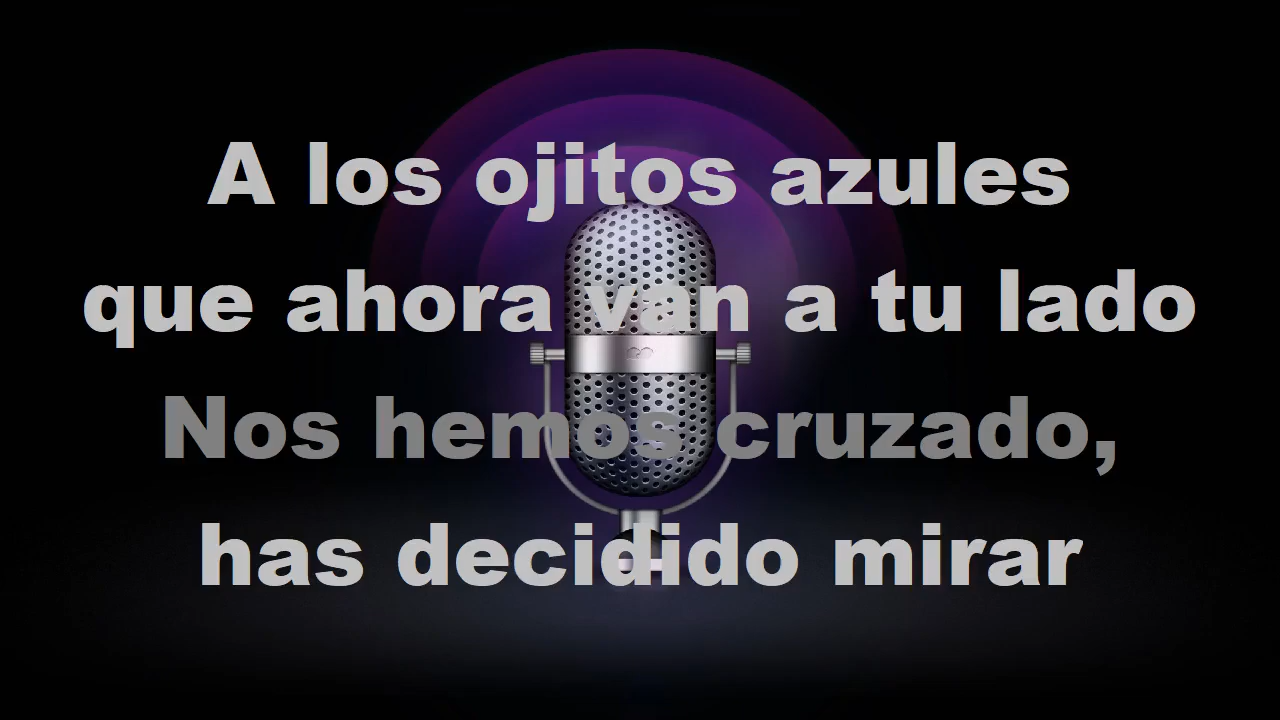 A los ojitos azules
que ahora van a tu lado
Nos hemos cruzado,
has decidido mirar